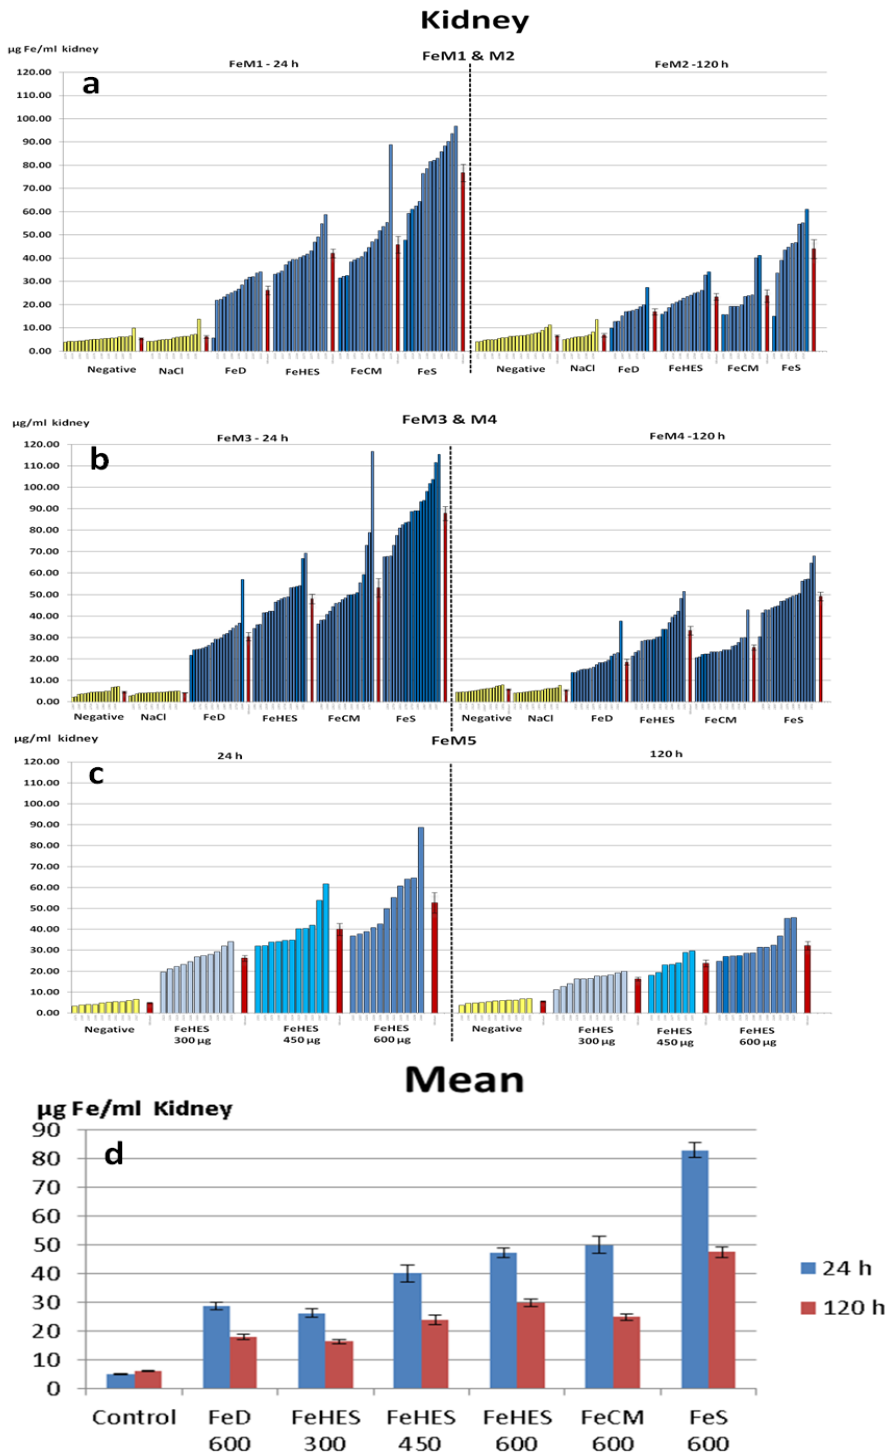 Kidney
µg Fe/ml kidney
FeM1 & M2
FeM1 - 24 h
FeM2 -120 h
a
120.00
110.00
100.00
90.00
80.00
70.00
60.00
50.00
40.00
30.00
20.00
10.00
0.00
Negative NaCl FeD FeHES FeCM FeS Negative NaCl FeD FeHES FeCM FeS
µg/ml kidney
FeM3 & M4
FeM3 - 24 h
FeM4 -120 h
b
120.00
110.00
100.00
90.00
80.00
70.00
60.00
50.00
40.00
30.00
20.00
10.00
0.00
Negative NaCl FeD FeHES FeCM FeS Negative NaCl FeD FeHES FeCM FeS
µg/ml kidney
FeM5
24 h
120 h
c
120.00
110.00
100.00
90.00
80.00
70.00
60.00
50.00
40.00
30.00
20.00
10.00
0.00
Negative FeHES FeHES FeHES Negative FeHES FeHES FeHES
300 µg 450 µg 600 µg 300 µg 450 µg 600 µg
Mean
µg Fe/ml Kidney
d
90
80
70
60
50
40
30
20
10
0
24 h
120 h
Control FeD FeHES FeHES FeHES FeCM FeS
600 300 450 600 600 600